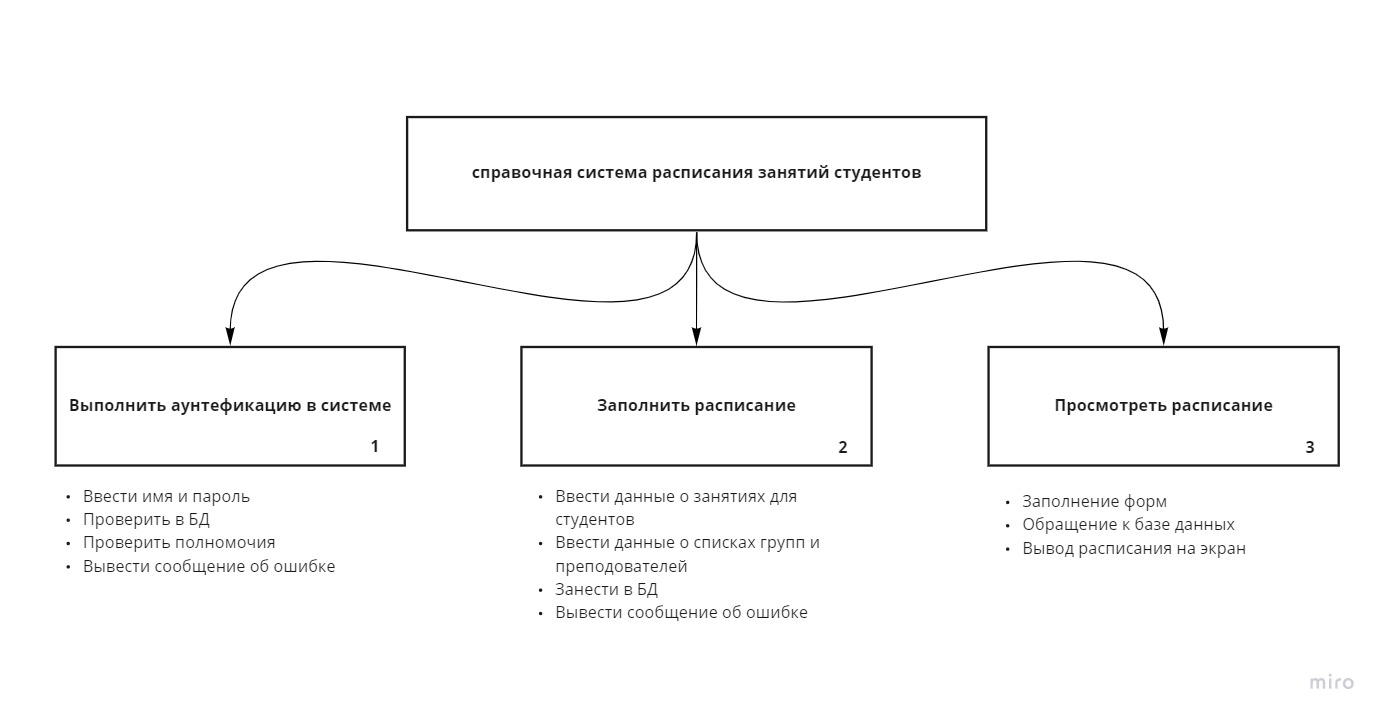 справочная система расписания занятий студентов
Выполнить аунтефикацию в системе
1
• Ввести имя и пароль
• Проверить в БД
• Проверить полномочия
• Вывести сообщение об ошибке
Заполнить расписание
2
• Ввести данные о занятиях для
студентов
• Ввести данные о списках групп и
преподователей
• Занести в БД
• Вывести сообщение об ошибке
Просмотреть расписание
3
• Заполнение форм
• Обращение к базе данных
• Вывод расписания на экран
miro